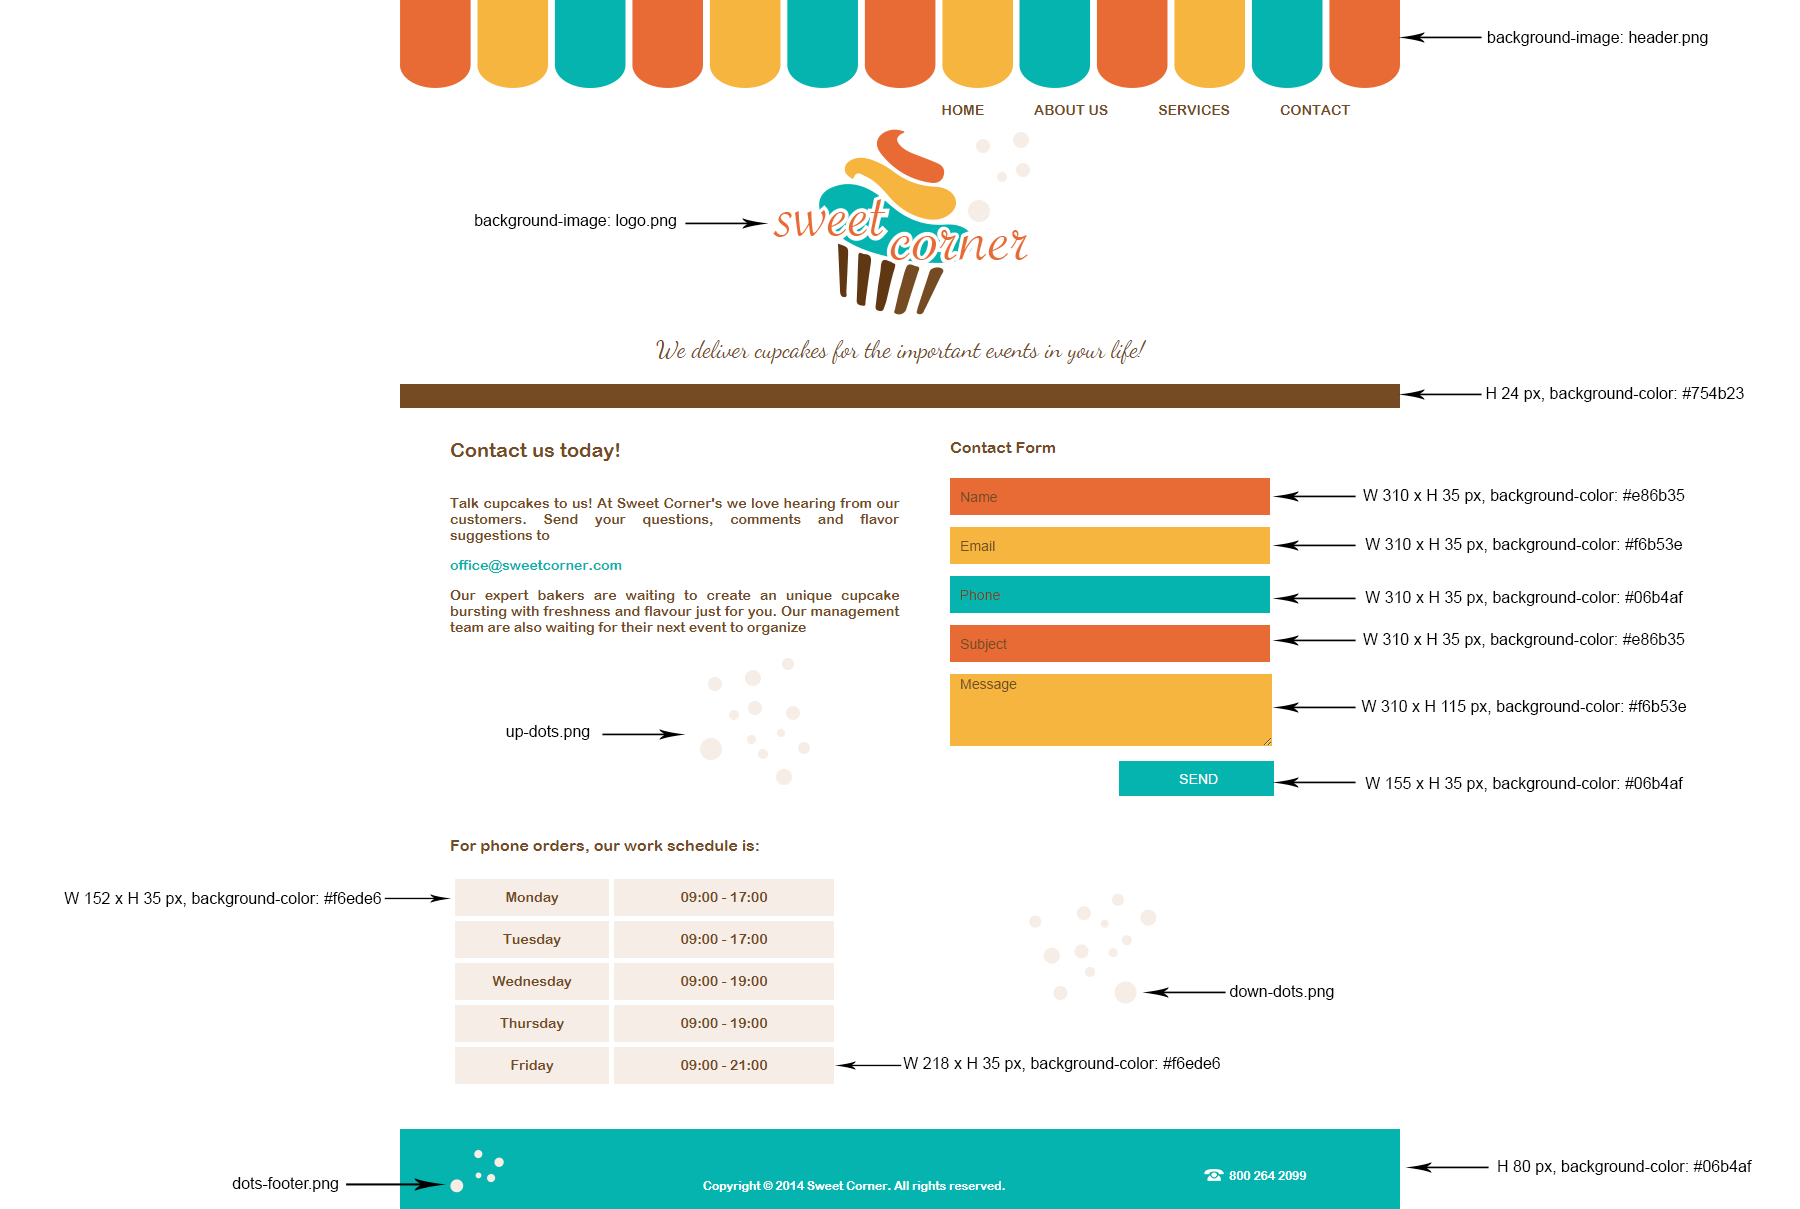 background-image: header.png
HOME ABOUT US SERVICES CONTACT
background-image: logo.png
sweet
corner
We deliver cupcakes for the important events in your life!
H 24 px, background-color: #754b23
Contact us today!
Talk cupcakes to us! At Sweet Corner's we love hearing from our
customers. Send your questions, comments and flavor
suggestions to
office@sweetcorner.com
Our expert bakers are waiting to create an unique cupcake
bursting with freshness and flavour just for you. Our management
team are also waiting for their next event to organize
up-dots.png
Contact Form
Name
W 310 x H 35 px, background-color: #e86b35
Email
W 310 x H 35 px, background-color: #f6b53e
Phone
W 310 x H 35 px, background-color: #06b4af
Subject
W 310 x H 35 px, background-color: #e86b35
Message
W 310 x H 115 px, background-color: #f6b53e
SEND
W 155 x H 35 px, background-color: #06b4af
For phone orders, our work schedule is:
W 152 x H 35 px, background-color: #f6ede6
Monday 09:00 - 17:00
Tuesday 09:00 - 17:00
Wednesday 09:00 - 19:00
Thursday 09:00 - 19:00
Friday 09:00 - 21:00
down-dots.png
W 218 x H 35 px, background-color: #f6ede6
dots-footer.png
Copyright © 2014 Sweet Corner. All rights reserved.
☎ 800 264 2099
H 80 px, background-color: #06b4af